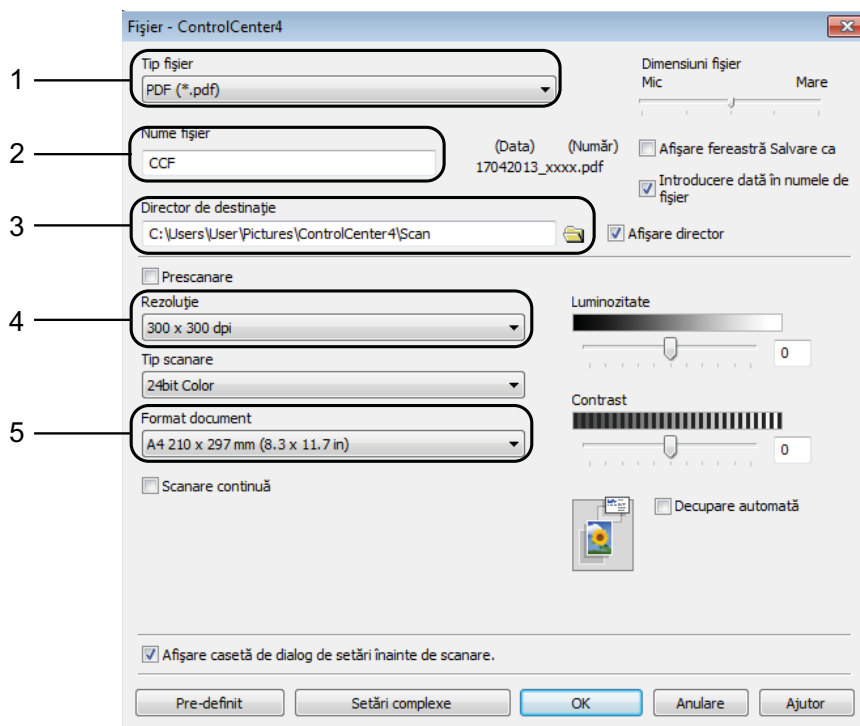 Fişier - ControlCenter4
1
Tip fişier
PDF (*.pdf)
Dimensiuni fişier
Mic Mare
2
Nume fişier
CCF
(Data) (Număr)
17042013_xxxx.pdf
Afişare fereastră Salvare ca
Introducere dată în numele de
fişier
3
Director de destinaţie
C:\Users\User\Pictures\ControlCenter4\Scan
Afişare director
Prescanare
4
Rezoluţie
300 x 300 dpi
Luminozitate
0
Tip scanare
24bit Color
5
Format document
A4 210 x 297 mm (8.3 x 11.7 in)
Contrast
0
Scanare continuă
Decupare automată
Afişare casetă de dialog de setări înainte de scanare.
Pre-definit Setări complexe OK Anulare Ajutor